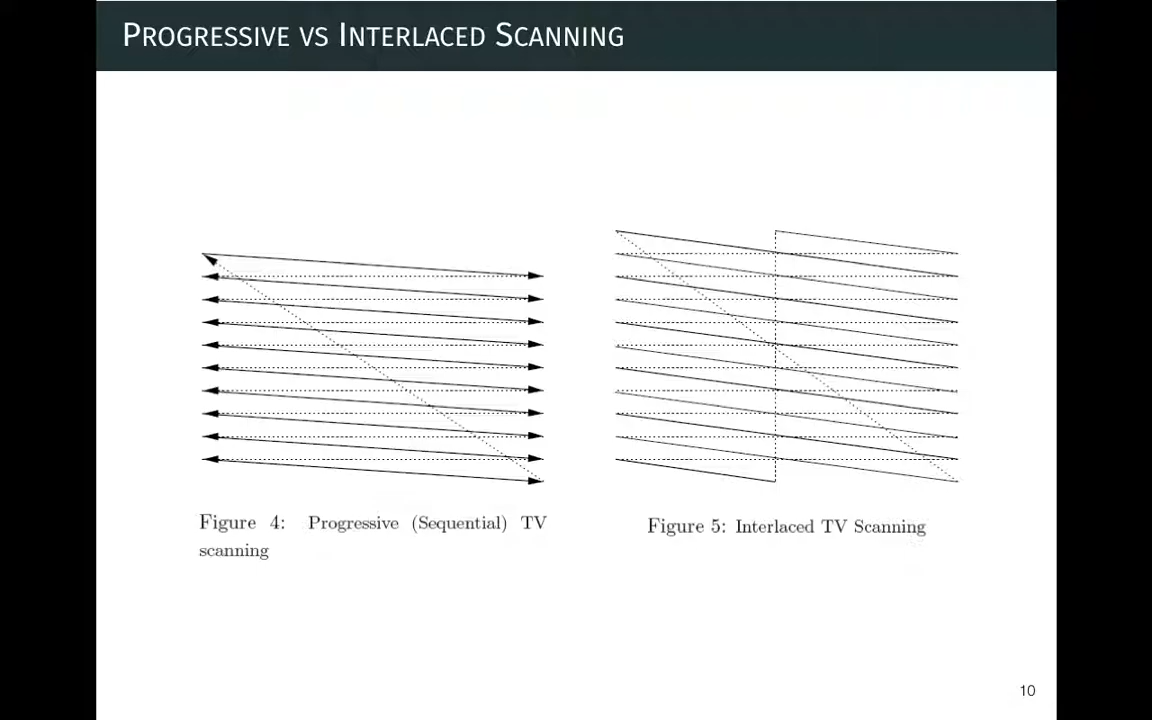 PROGRESSIVE VS INTERLACED SCANNING
Figure 4: Progressive (Sequential) TV
scanning
Figure 5: Interlaced TV Scanning
10